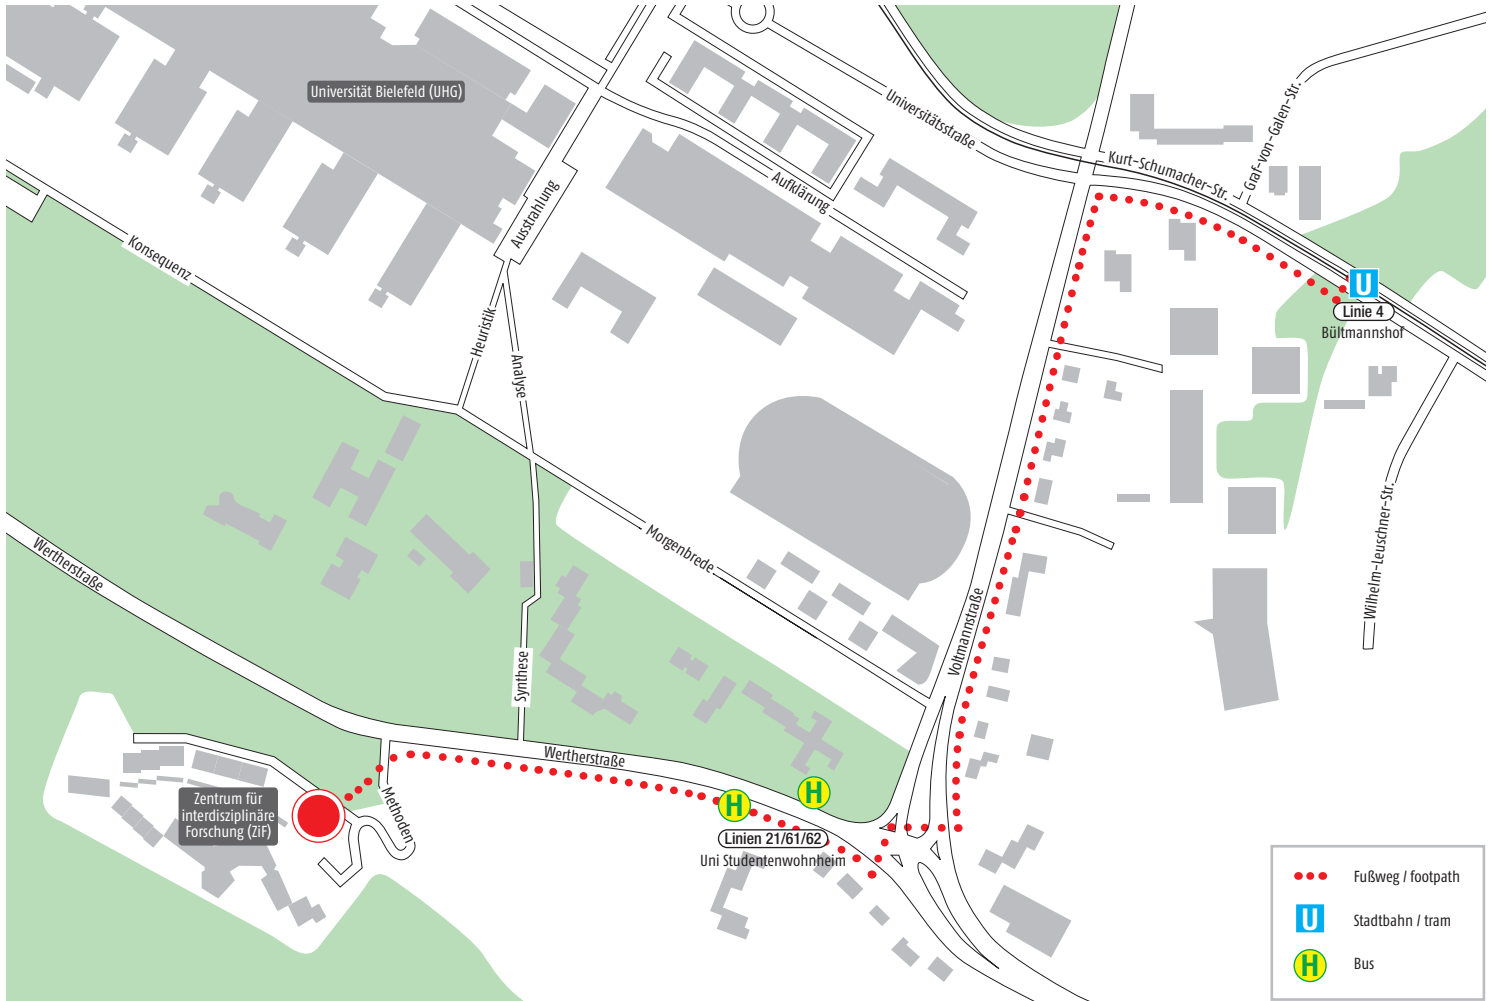 Universität Bielefeld (UHG)
Universitätsstraße
Kurt-Schumacher-Str.
Graf-von-Galen-Str.
Aufklärung
Ausstrahlung
Konsequenz
U
Linie 4
Bültmannshof
Heuristik
Analyse
Wilhelm-Leuschner-Str.
Morgenbrede
Wertherstraße
Voltmannstraße
Synthese
Wertherstraße
Zentrum für
interdisziplinäre
Forschung (ZiF)
Methoden
H
H
Linien 21/61/62
Uni Studentenwohnheim
Fußweg / footpath
U
Stadtbahn / tram
H
Bus